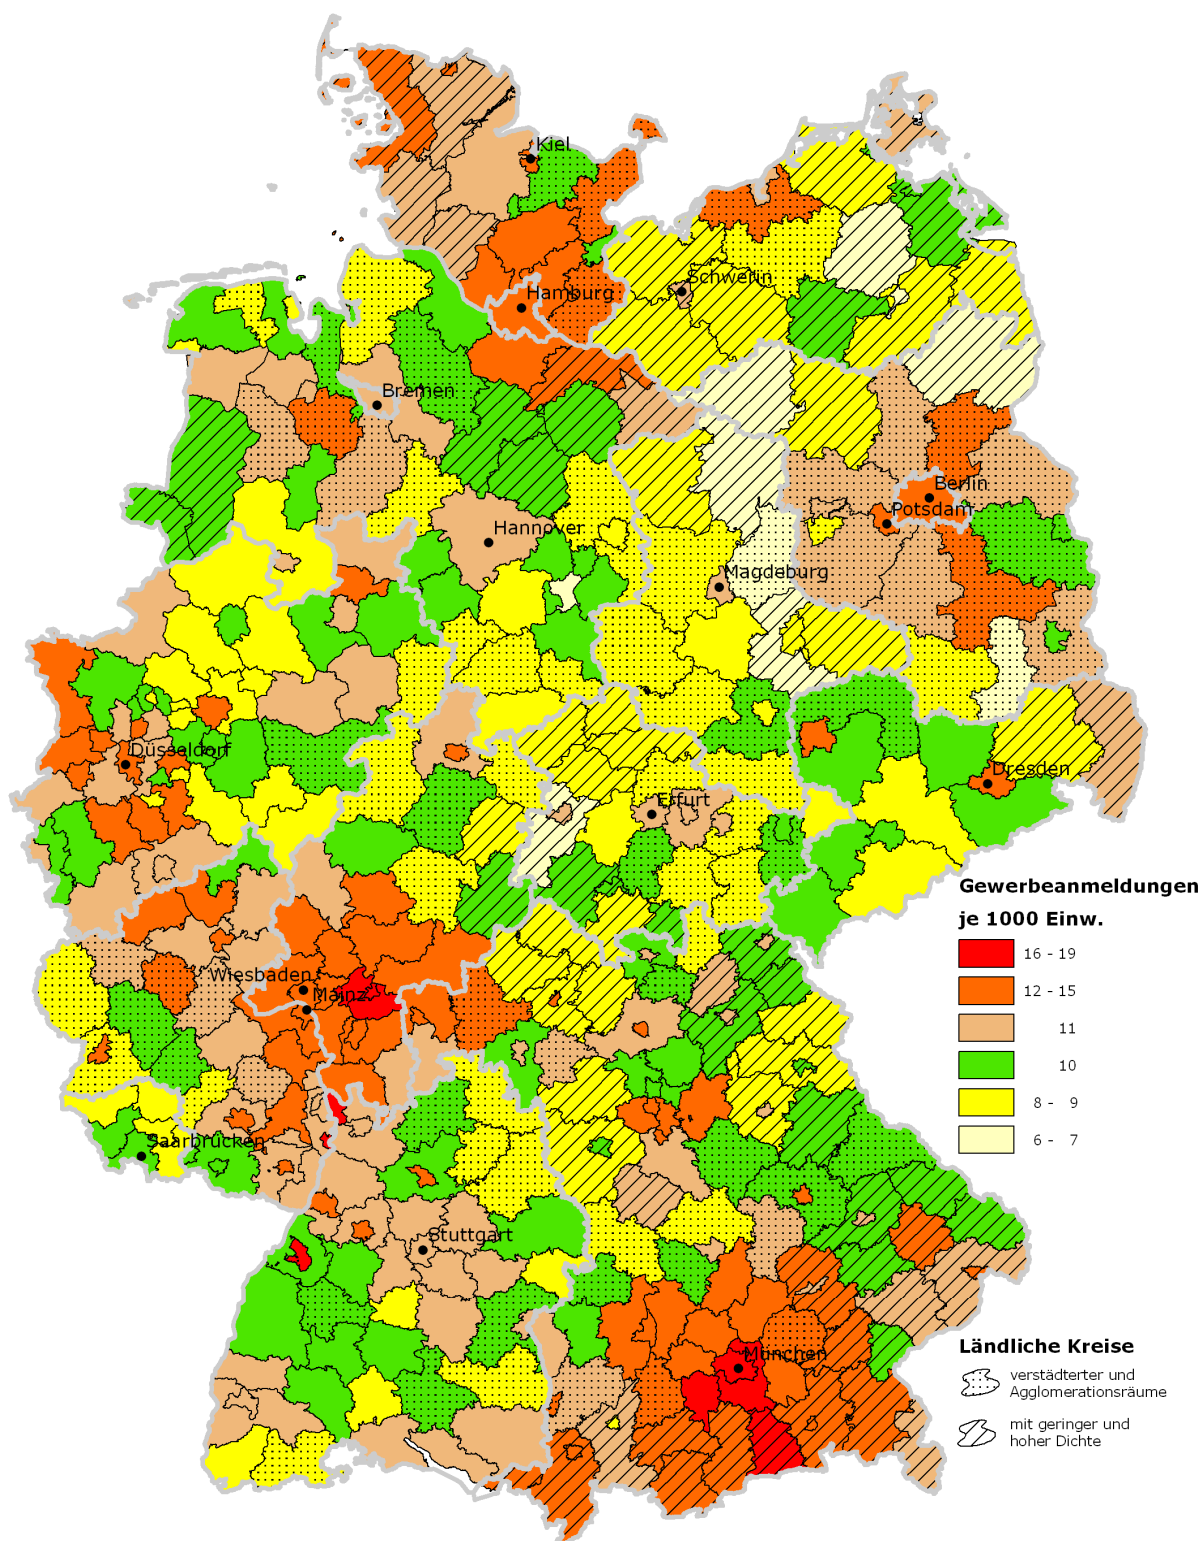 Kiel
Schwerin
Hamburg
Bremen
Berlin
Potsdam
Hannover
Magdeburg
Düsseldorf
Dresden
Erfurt
Gewerbeanmeldungen
je 1000 Einw.
16 - 19
12 - 15
11
10
8 - 9
6 - 7
Wiesbaden
Mainz
Saarbrücken
Stuttgart
München
Ländliche Kreise
verstädterter und
Agglomerationsräume
mit geringer und
hoher Dichte